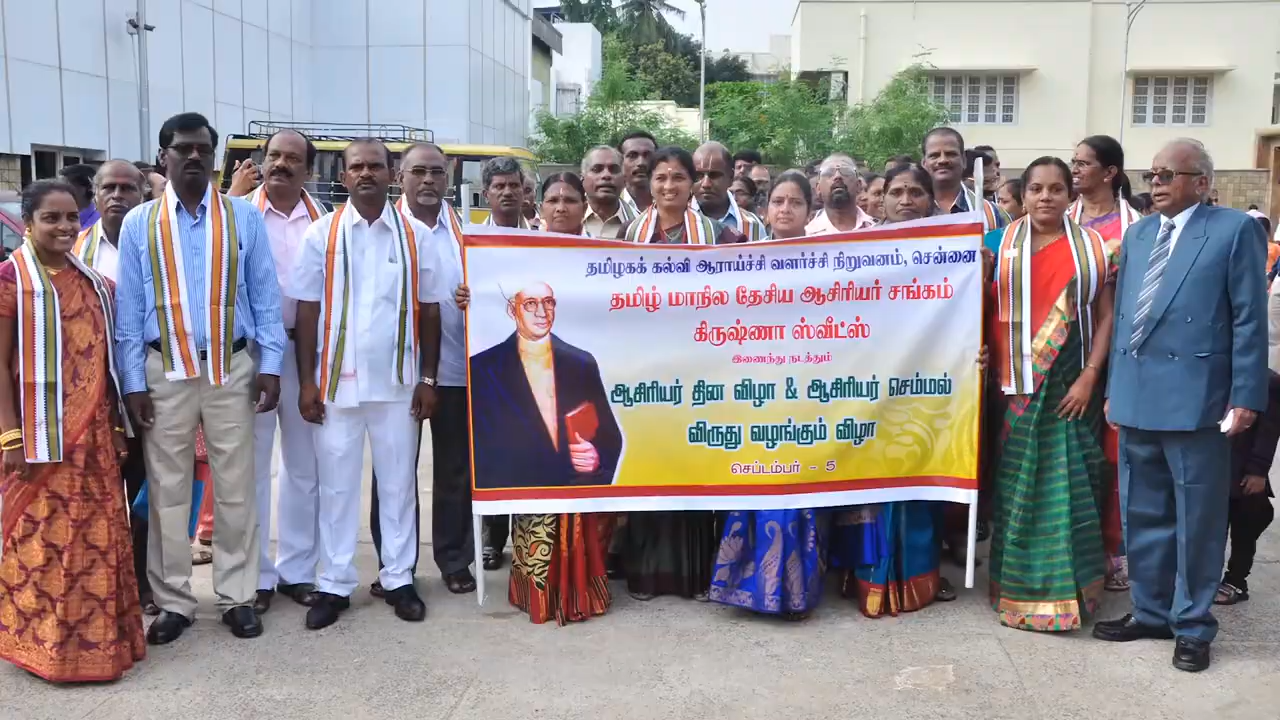 தமிழகக் கல்வி ஆராய்ச்சி வளர்ச்சி நிறுவனம், சென்னை
தமிழ் மாநில தேசிய ஆசிரியர் சங்கம்
கிருஷ்ணா ஸ்வீட்ஸ்
இணைந்து நடத்தும்
ஆசிரியர் தின விழா & ஆசிரியர் செம்மல்
விருது வழங்கும் விழா
செப்டம்பர் - 5